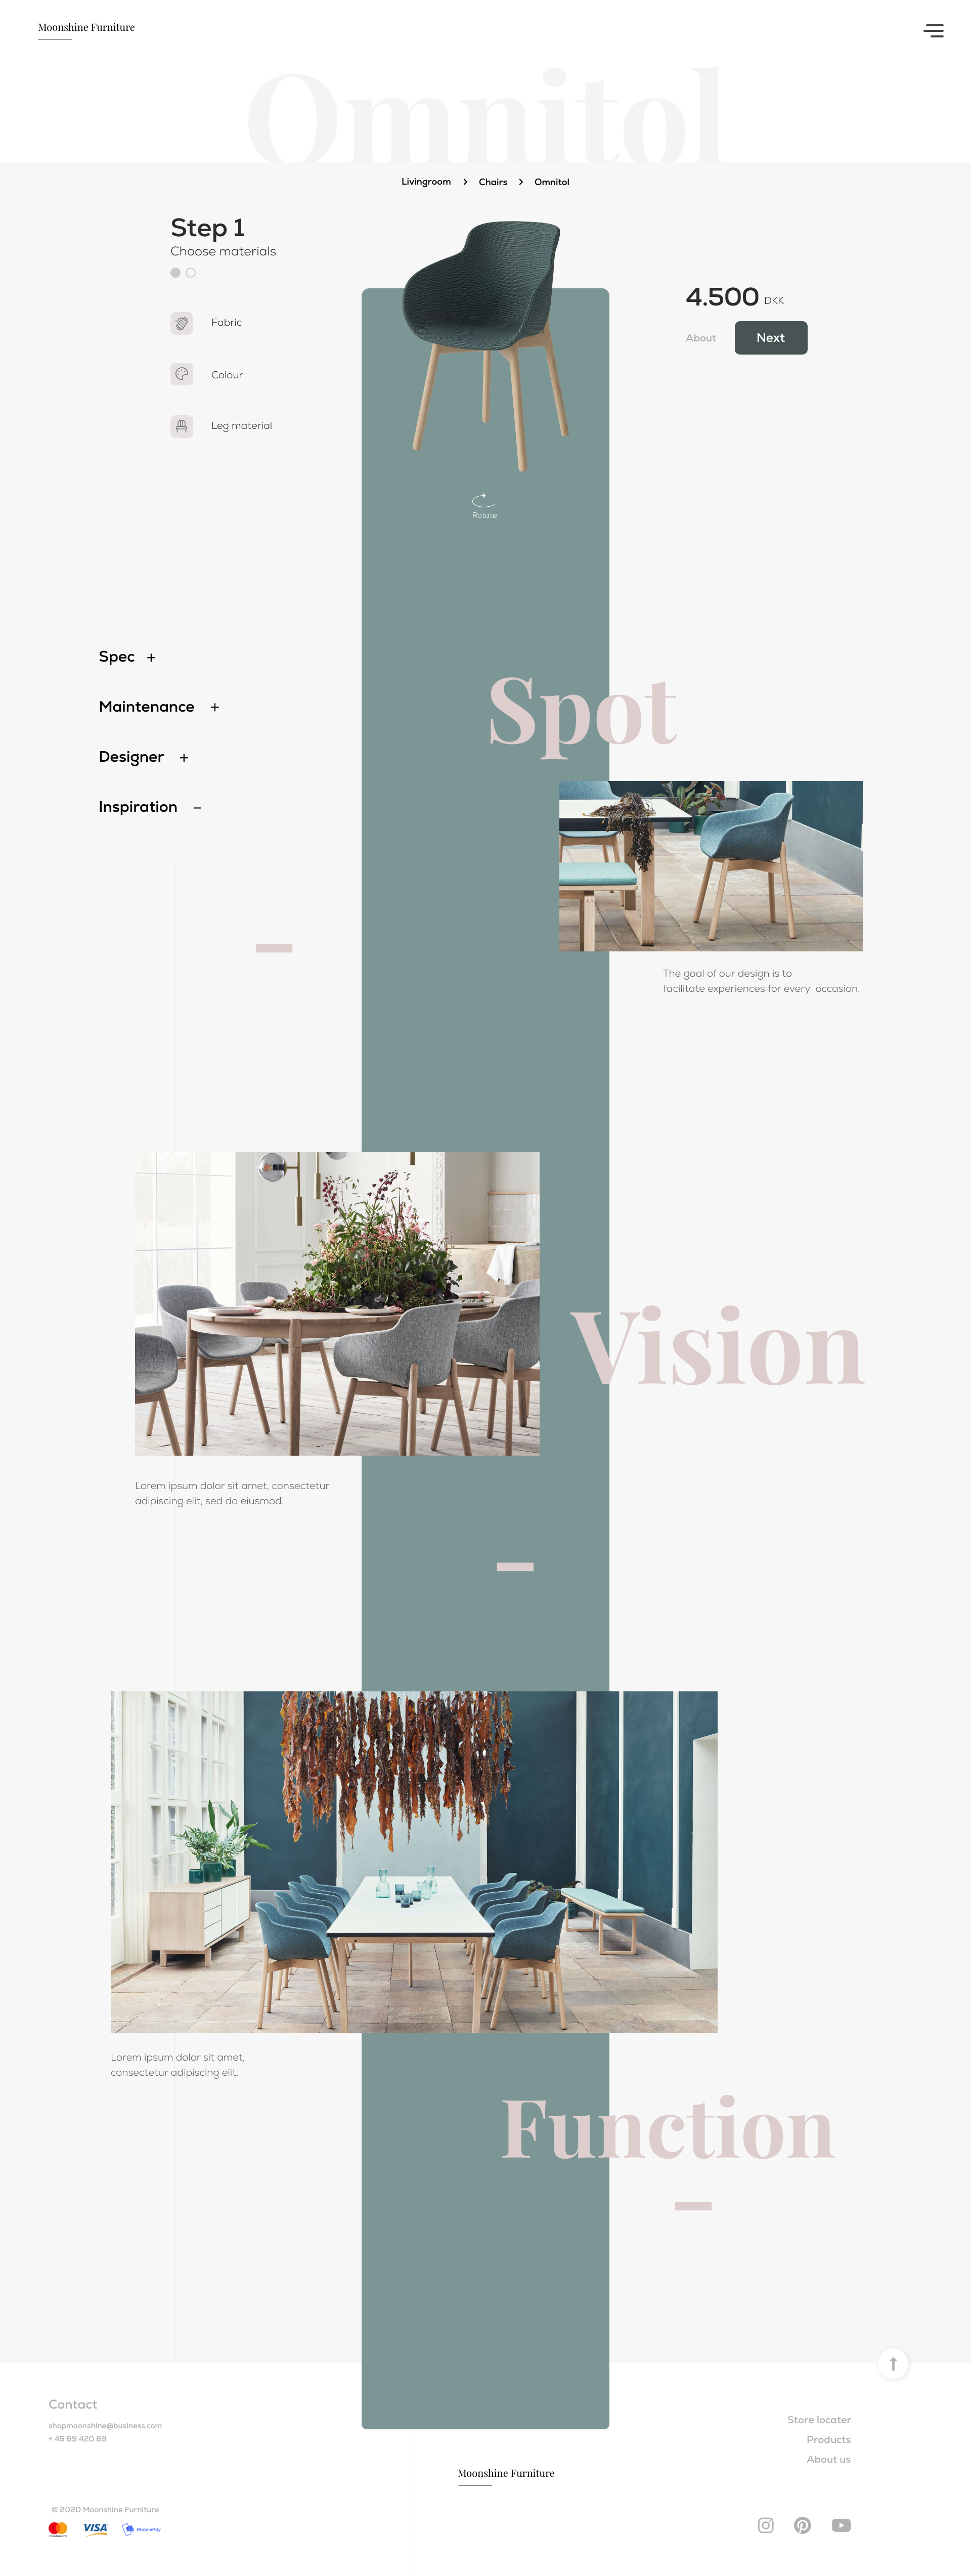 Moonshine Furniture
Omnitol
Livingroom > Chairs > Omnitol
Step 1
Choose materials
Fabric
Colour
Leg material
4.500 DKK
About
Next
Rotate
Spec +
Maintenance +
Designer +
Inspiration −
Spot
The goal of our design is to
facilitate experiences for every occasion.
Vision
Lorem ipsum dolor sit amet, consectetur
adipiscing elit, sed do eiusmod.
Lorem ipsum dolor sit amet,
consectetur adipiscing elit.
Function
Contact
shopmoonshine@business.com
+ 45 69 420 69
Store locater
Products
About us
Moonshine Furniture
© 2020 Moonshine Furniture
mastercard
VISA
MobilePay